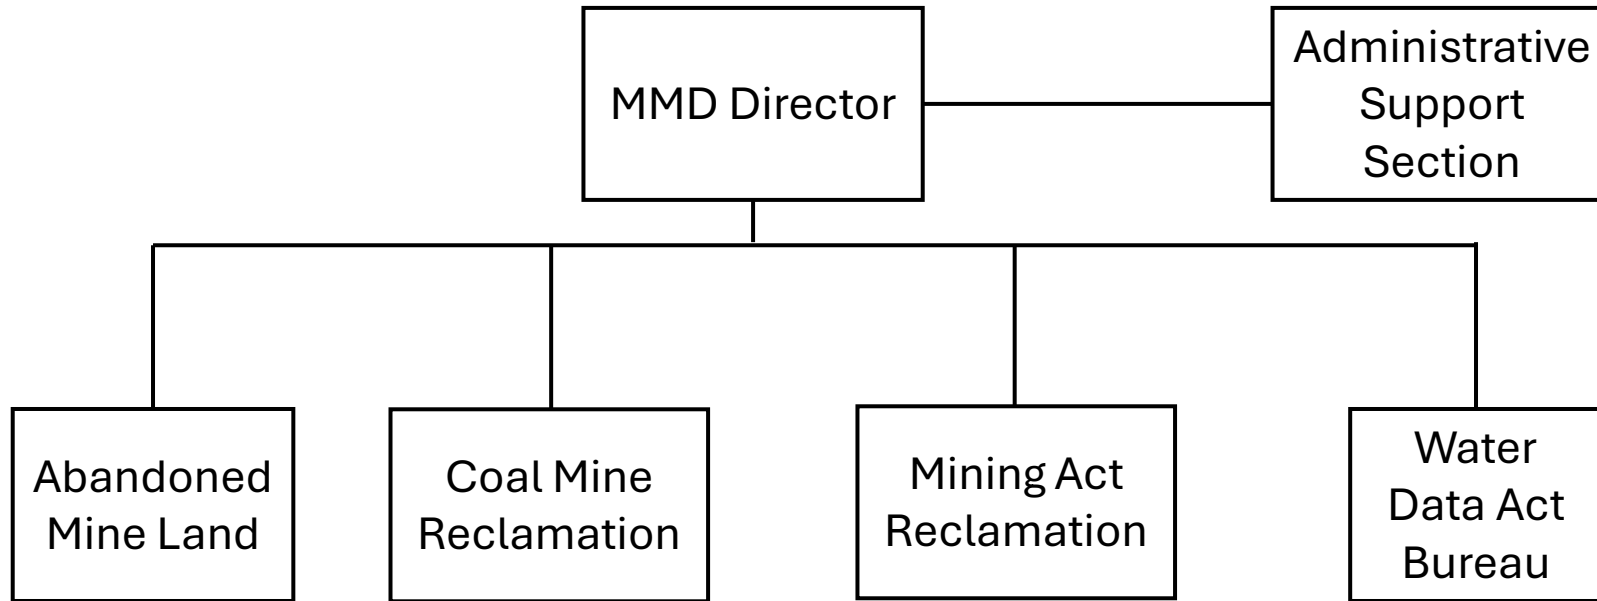 MMD Director
Administrative
Support
Section
Abandoned
Mine Land
Coal Mine
Reclamation
Mining Act
Reclamation
Water
Data Act
Bureau